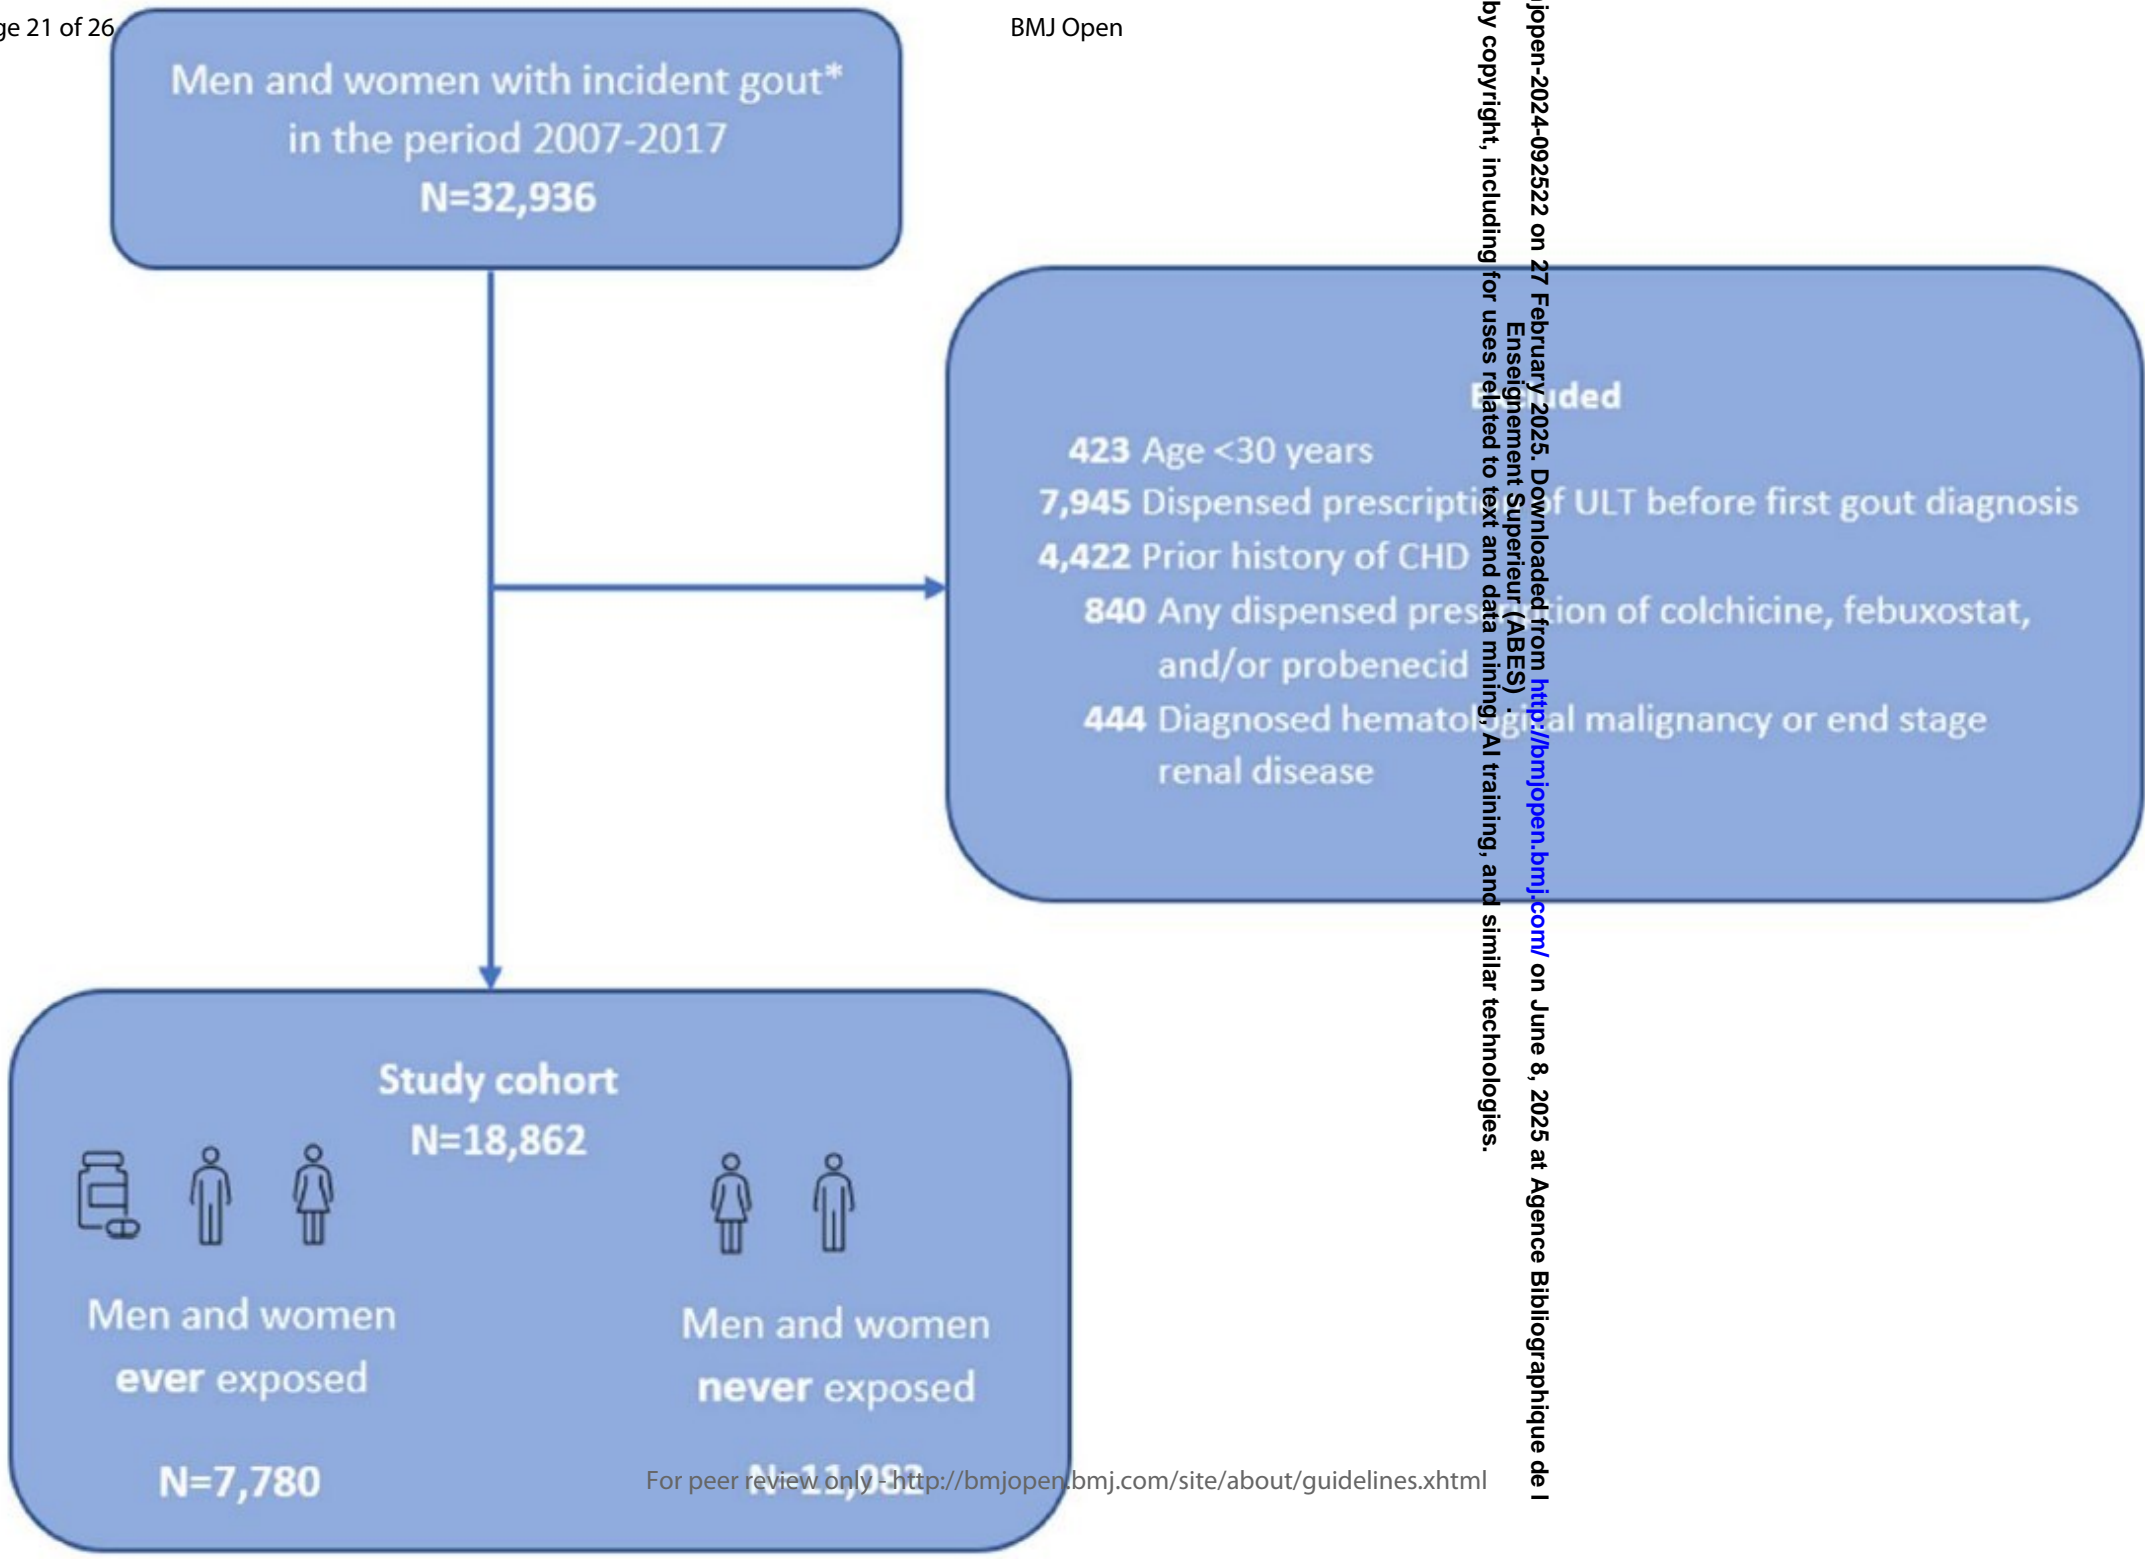 ge 21 of 26
BMJ Open
Men and women with incident gout*
in the period 2007-2017
N=32,936
423 Age <30 years
7,945 Dispensed prescription of ULT before first gout diagnosis
4,422 Prior history of CHD
840 Any dispensed prescription of colchicine, febuxostat,
and/or probenecid
444 Diagnosed hematological malignancy or end stage
renal disease
Study cohort
N=18,862
Men and women
ever exposed
N=7,780
Men and women
never exposed
N=11,082
For peer review only - http://bmjopen.bmj.com/site/about/guidelines.xhtml
jopen-2024-092522 on 27 February 2025. Downloaded from http://bmjopen.bmj.com/ on June 8, 2025 at Agence Bibliographique de l
Enseignement Superieur (ABES) .
by copyright, including for uses related to text and data mining, AI training, and similar technologies.